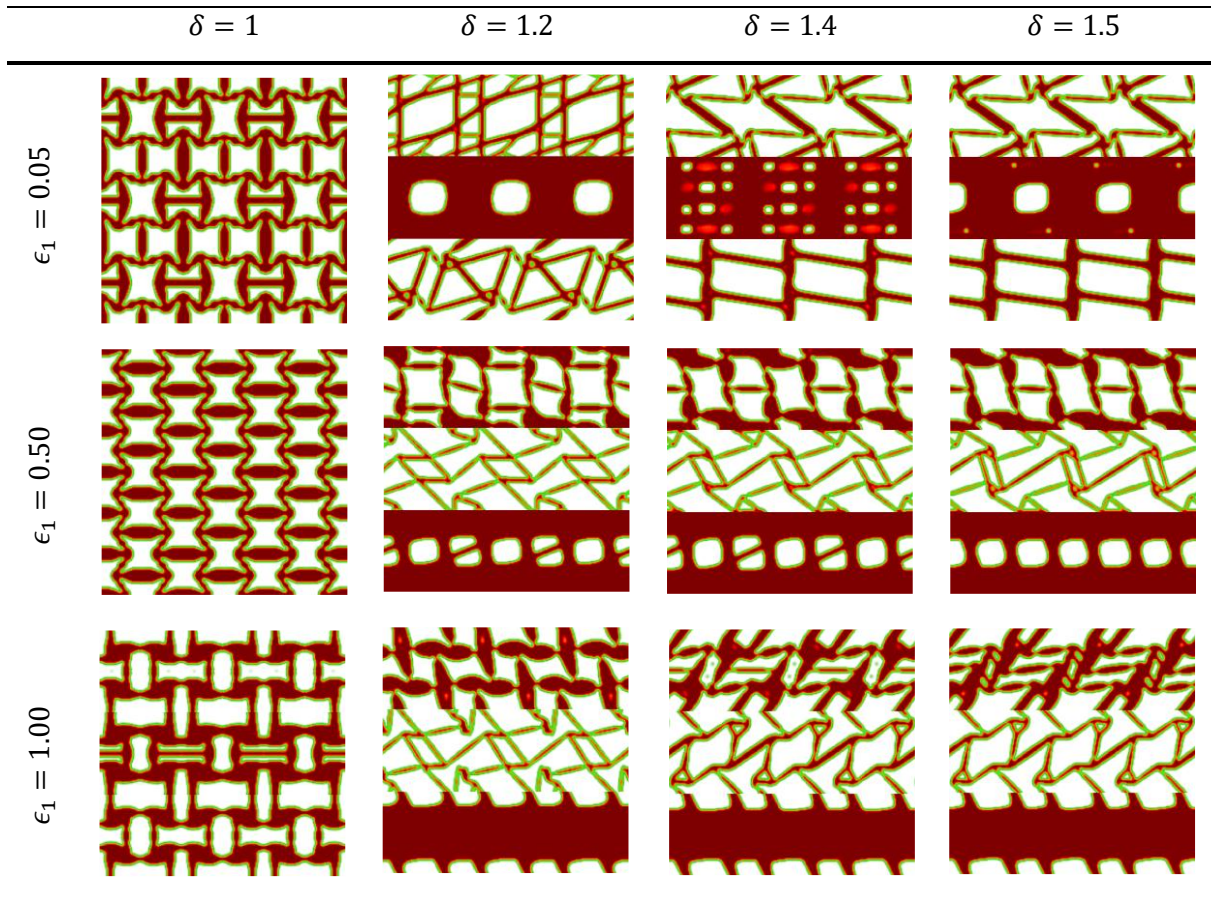 δ = 1 δ = 1.2 δ = 1.4 δ = 1.5
ϵ₁ = 0.05
ϵ₁ = 0.50
ϵ₁ = 1.00